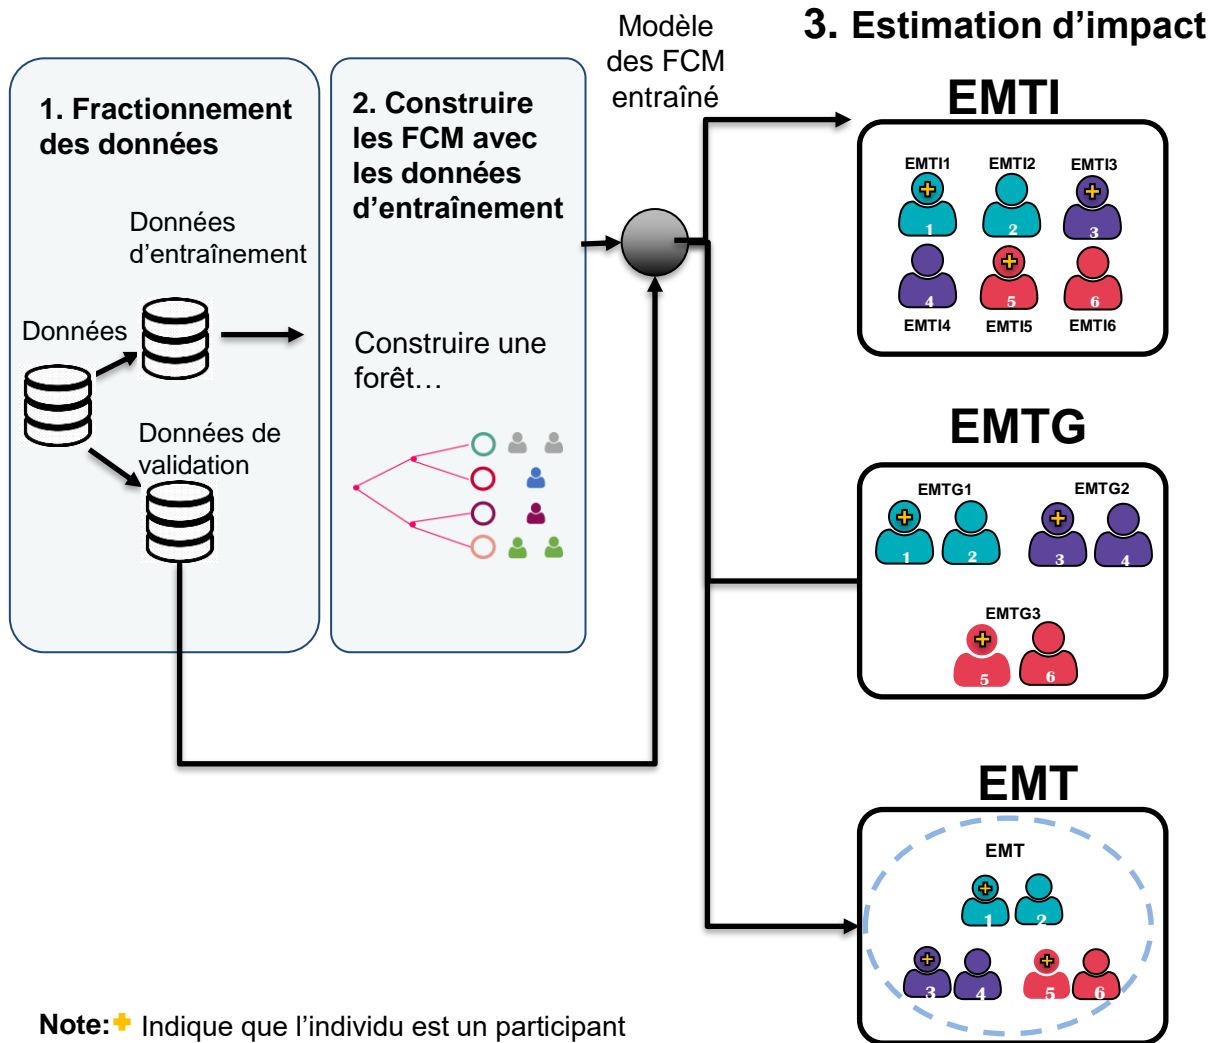 1. Fractionnement
des données
Données
d’entraînement
Données
Données de
validation
2. Construire
les FCM avec
les données
d’entraînement
Construire une
forêt…
Modèle
des FCM
entraîné
3. Estimation d’impact
EMTI
EMTI1 EMTI2 EMTI3
1 2 3
4 5 6
EMTI4 EMTI5 EMTI6
EMTG
EMTG1 EMTG2
1 2 3 4
EMTG3
5 6
EMT
EMT
1 2
3 4 5 6
Note: Indique que l’individu est un participant